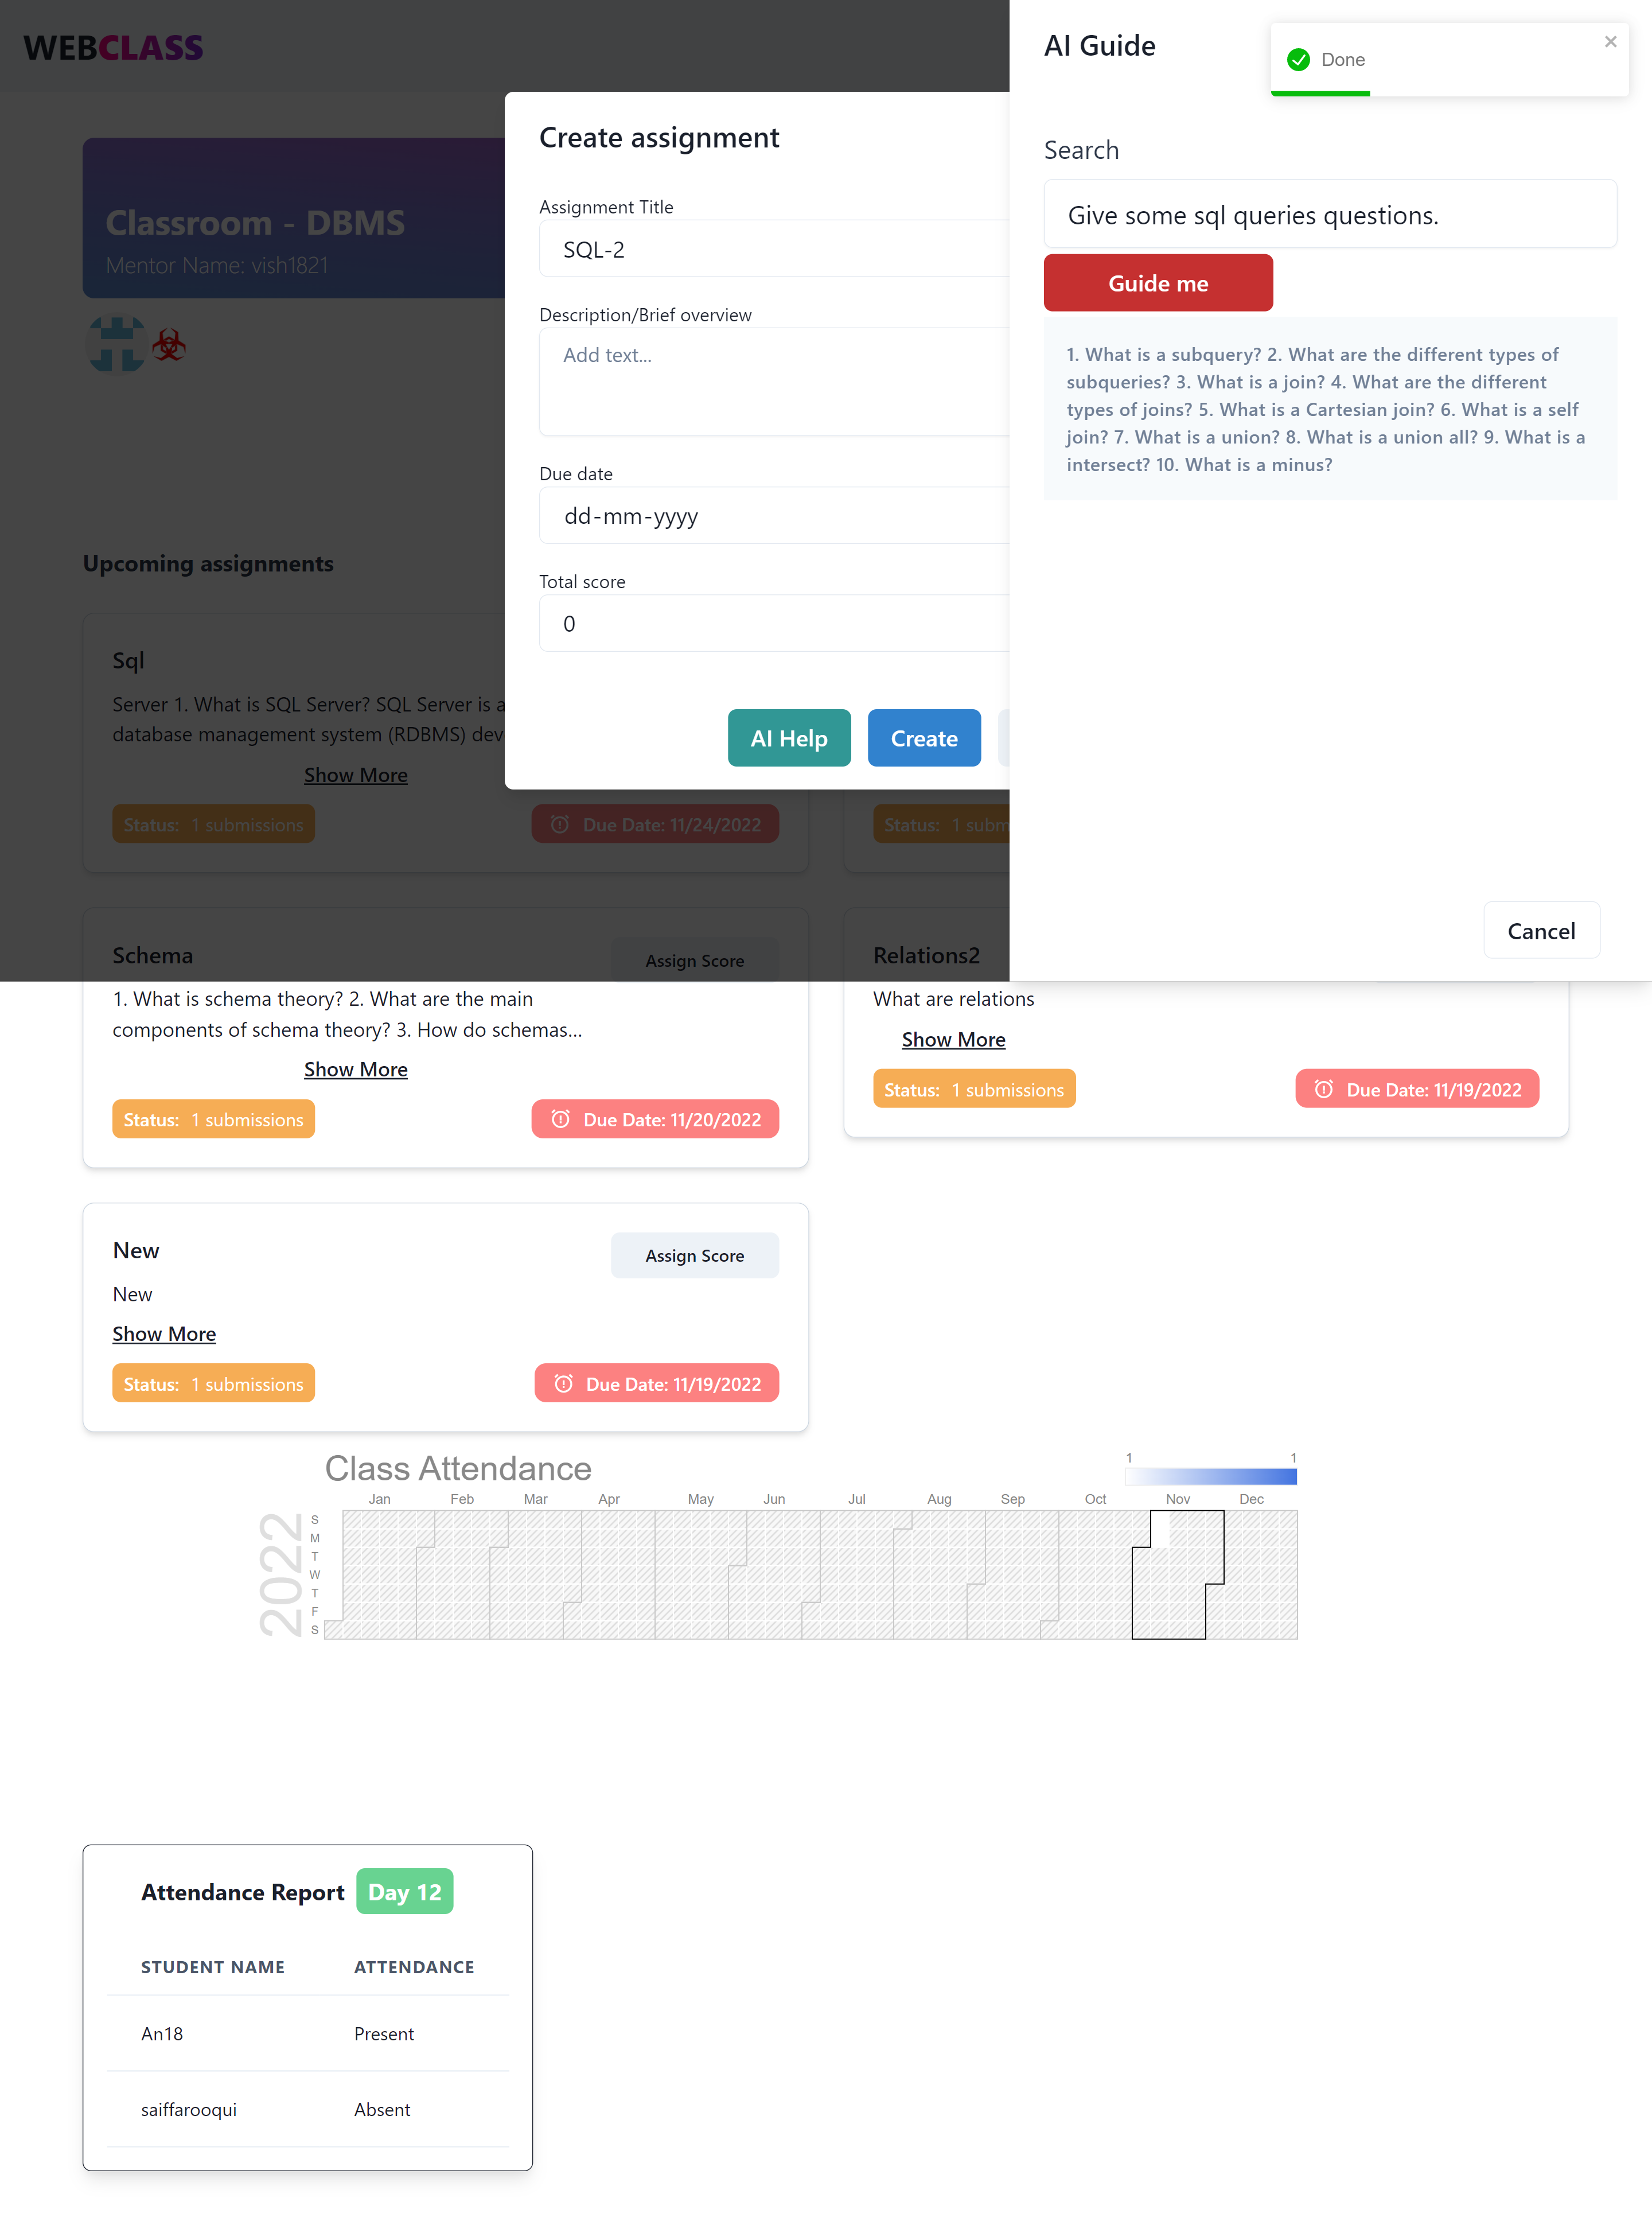 WEBCLASS
Classroom - DBMS
Mentor Name: vish1821
Upcoming assignments
Sql
Server 1. What is SQL Server? SQL Server is a
database management system (RDBMS) dev
Show More
Status: 1 submissions
Due Date: 11/24/2022
Status: 1 subm
Create assignment
Assignment Title
SQL-2
Description/Brief overview
Add text...
Due date
dd-mm-yyyy
Total score
0
AI Help
Create
AI Guide
Done
Search
Give some sql queries questions.
Guide me
1. What is a subquery? 2. What are the different types of
subqueries? 3. What is a join? 4. What are the different
types of joins? 5. What is a Cartesian join? 6. What is a self
join? 7. What is a union? 8. What is a union all? 9. What is a
intersect? 10. What is a minus?
Cancel
Schema
Assign Score
1. What is schema theory? 2. What are the main
components of schema theory? 3. How do schemas...
Show More
Status: 1 submissions
Due Date: 11/20/2022
Relations2
What are relations
Show More
Status: 1 submissions
Due Date: 11/19/2022
New
Assign Score
New
Show More
Status: 1 submissions
Due Date: 11/19/2022
Class Attendance
1 1
Jan Feb Mar Apr May Jun Jul Aug Sep Oct Nov Dec
2022
S
M
T
W
T
F
S
Attendance Report Day 12
STUDENT NAME ATTENDANCE
An18 Present
saiffarooqui Absent